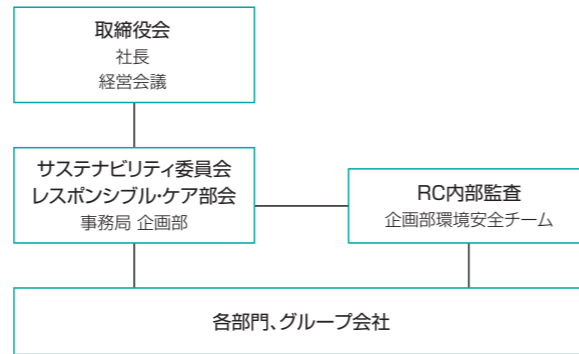 取締役会
社長
経営会議
サステナビリティ委員会
レスポンシブル・ケア部会
事務局 企画部
RC内部監査
企画部環境安全チーム
各部門、グループ会社